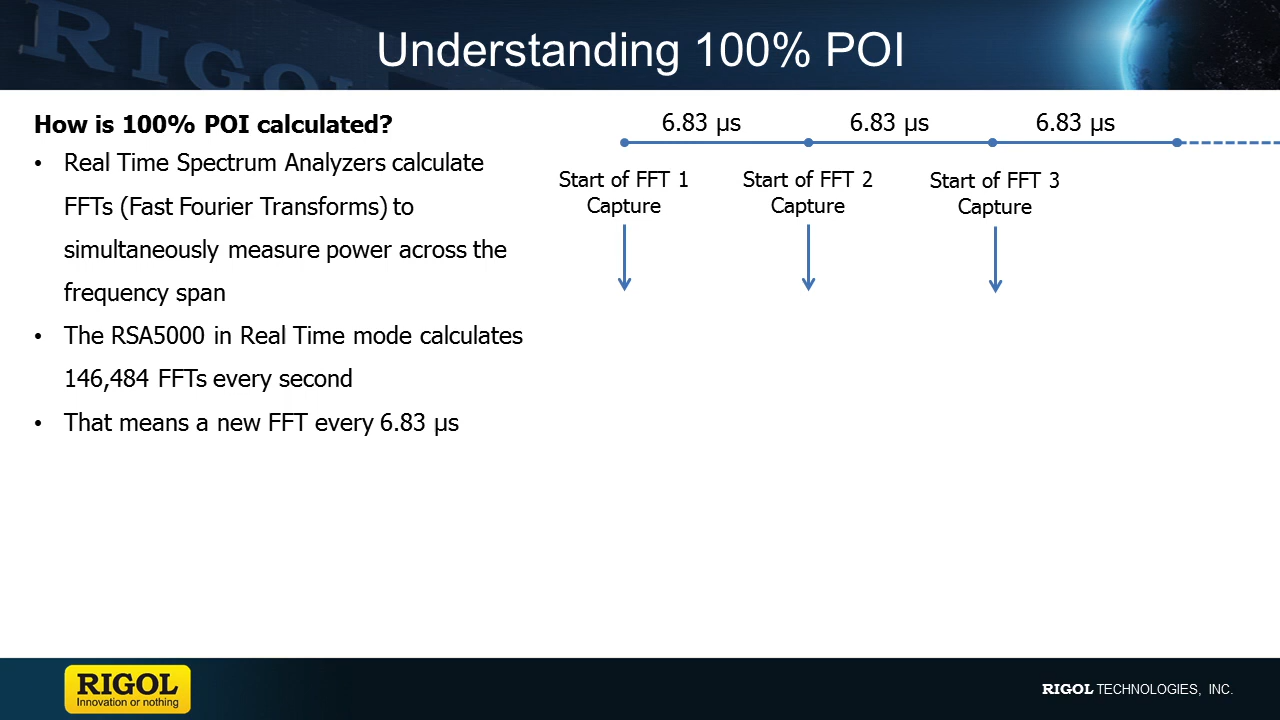 RIGOL
Understanding 100% POI
How is 100% POI calculated?
• Real Time Spectrum Analyzers calculate
FFTs (Fast Fourier Transforms) to
simultaneously measure power across the
frequency span
• The RSA5000 in Real Time mode calculates
146,484 FFTs every second
• That means a new FFT every 6.83 µs
6.83 µs 6.83 µs 6.83 µs
Start of FFT 1
Capture
Start of FFT 2
Capture
Start of FFT 3
Capture
RIGOL
Innovation or nothing
RIGOL TECHNOLOGIES, INC.